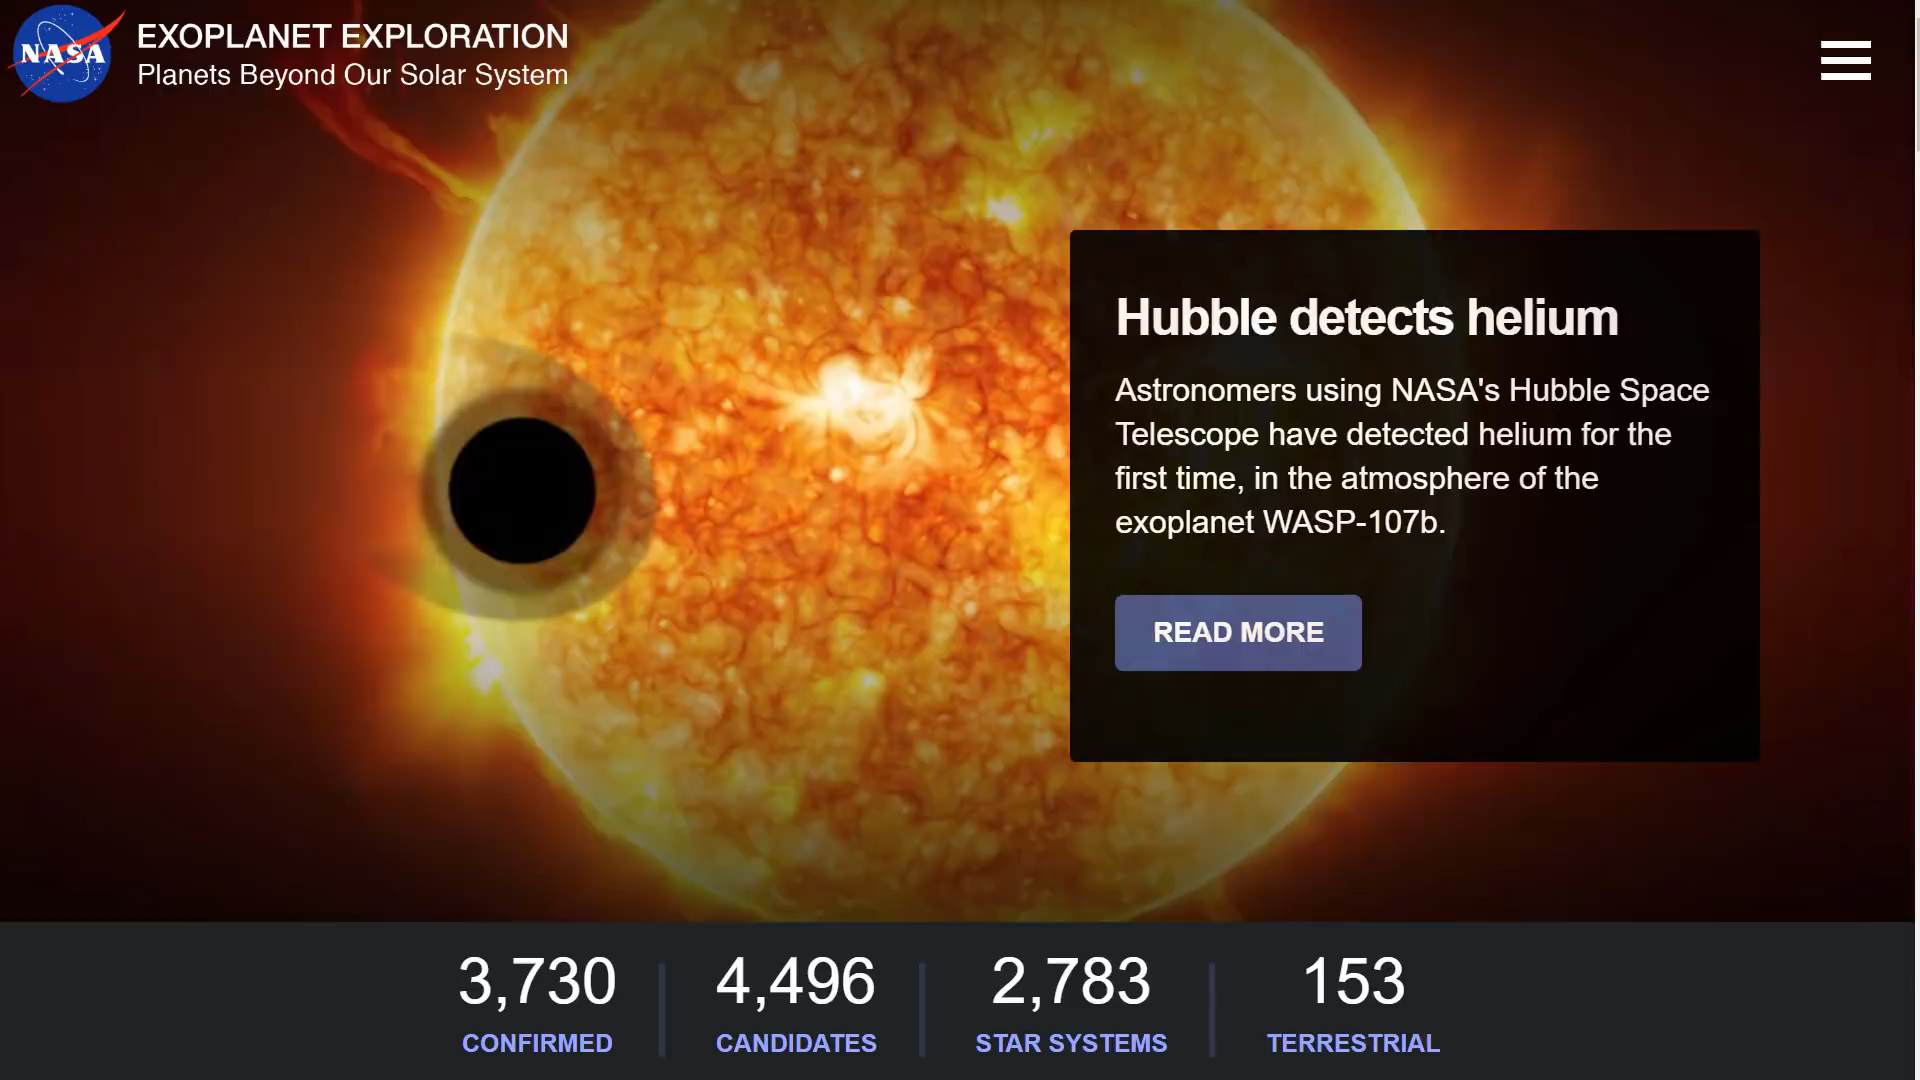 NASA
EXOPLANET EXPLORATION
Planets Beyond Our Solar System
Hubble detects helium
Astronomers using NASA's Hubble Space
Telescope have detected helium for the
first time, in the atmosphere of the
exoplanet WASP-107b.
READ MORE
3,730
CONFIRMED
4,496
CANDIDATES
2,783
STAR SYSTEMS
153
TERRESTRIAL